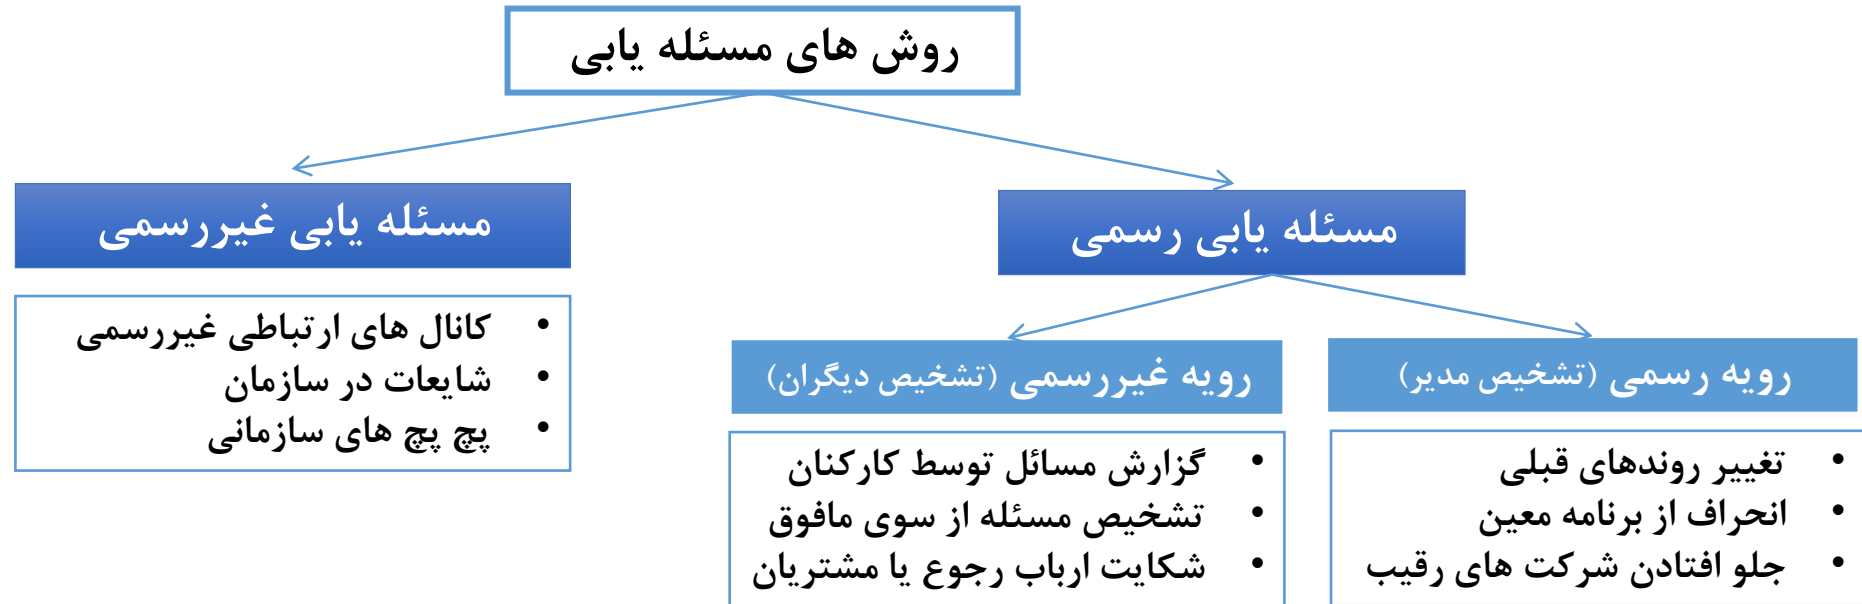 روش های مسئله یابی
مسئله یابی رسمی
رویه رسمی (تشخیص مدیر)
• تغییر روندهای قبلی
• انحراف از برنامه معین
• جلو افتادن شرکت های رقیب
رویه غیررسمی (تشخیص دیگران)
• گزارش مسائل توسط کارکنان
• تشخیص مسئله از سوی مافوق
• شکایت ارباب رجوع یا مشتریان
مسئله یابی غیررسمی
• کانال های ارتباطی غیررسمی
• شایعات در سازمان
• پچ پچ های سازمانی